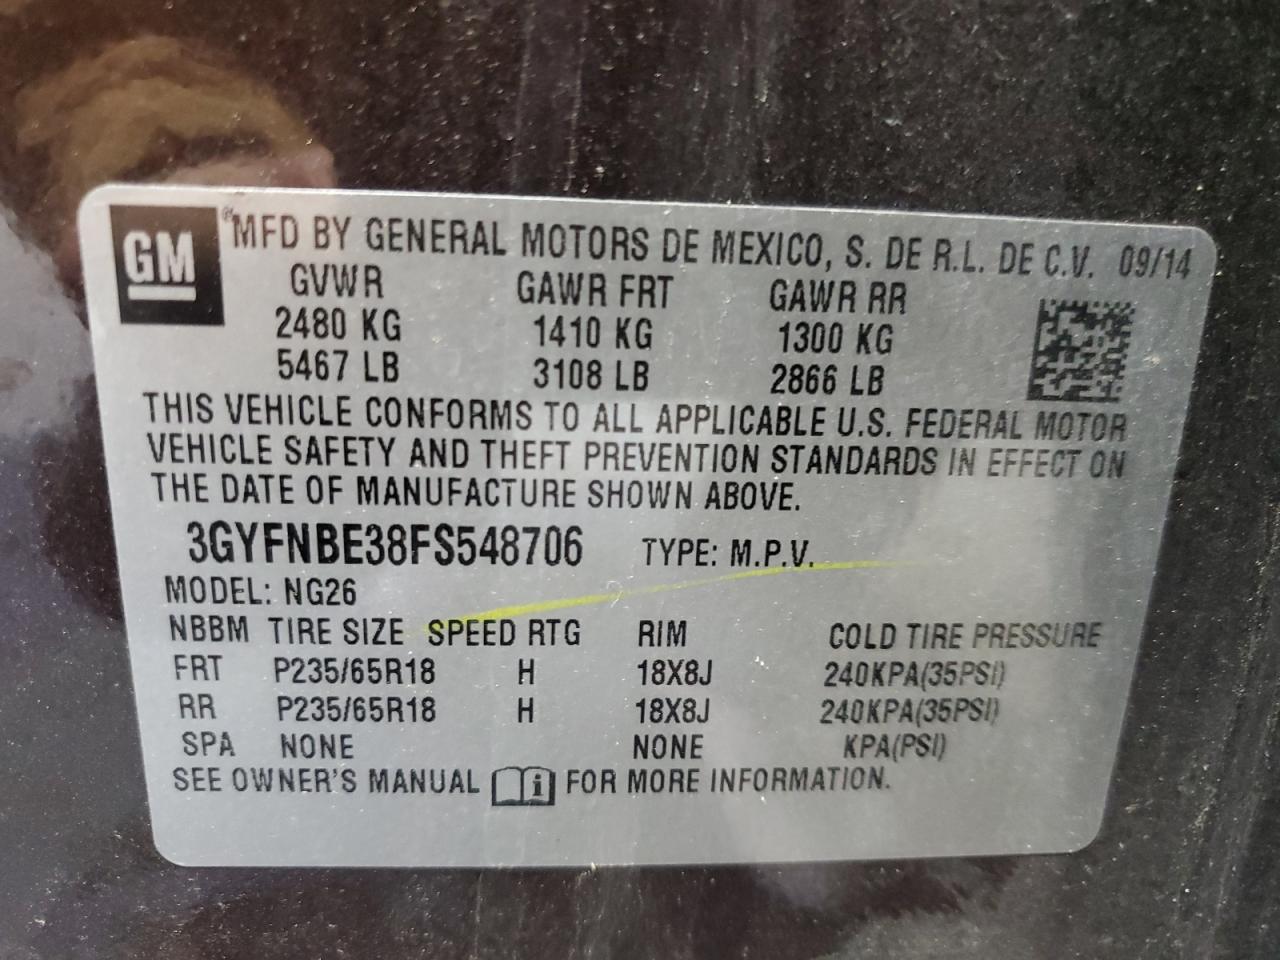 GM ® MFD BY GENERAL MOTORS DE MEXICO, S. DE R.L. DE C.V. 09/14
GVWR GAWR FRT GAWR RR
2480 KG 1410 KG 1300 KG
5467 LB 3108 LB 2866 LB
THIS VEHICLE CONFORMS TO ALL APPLICABLE U.S. FEDERAL MOTOR
VEHICLE SAFETY AND THEFT PREVENTION STANDARDS IN EFFECT ON
THE DATE OF MANUFACTURE SHOWN ABOVE.
3GYFNBE38FS548706 TYPE: M.P.V.
MODEL: NG26
NBBM TIRE SIZE SPEED RTG RIM COLD TIRE PRESSURE
FRT P235/65R18 H 18X8J 240KPA(35PSI)
RR P235/65R18 H 18X8J 240KPA(35PSI)
SPA NONE NONE KPA(PSI)
SEE OWNER'S MANUAL i FOR MORE INFORMATION.